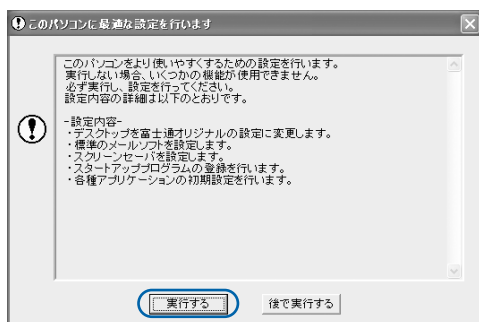 このパソコンに最適な設定を行います
このパソコンをより使いやすくするための設定を行います。
実行しない場合、いくつかの機能が使用できません。
必ず実行し、設定を行ってください。
設定内容の詳細は以下のとおりです。
-設定内容-
・デスクトップを富士通オリジナルの設定に変更します。
・標準のメールソフトを設定します。
・スクリーンセーバを設定します。
・スタートアッププログラムの登録を行います。
・各種アプリケーションの初期設定を行います。
実行する 後で実行する